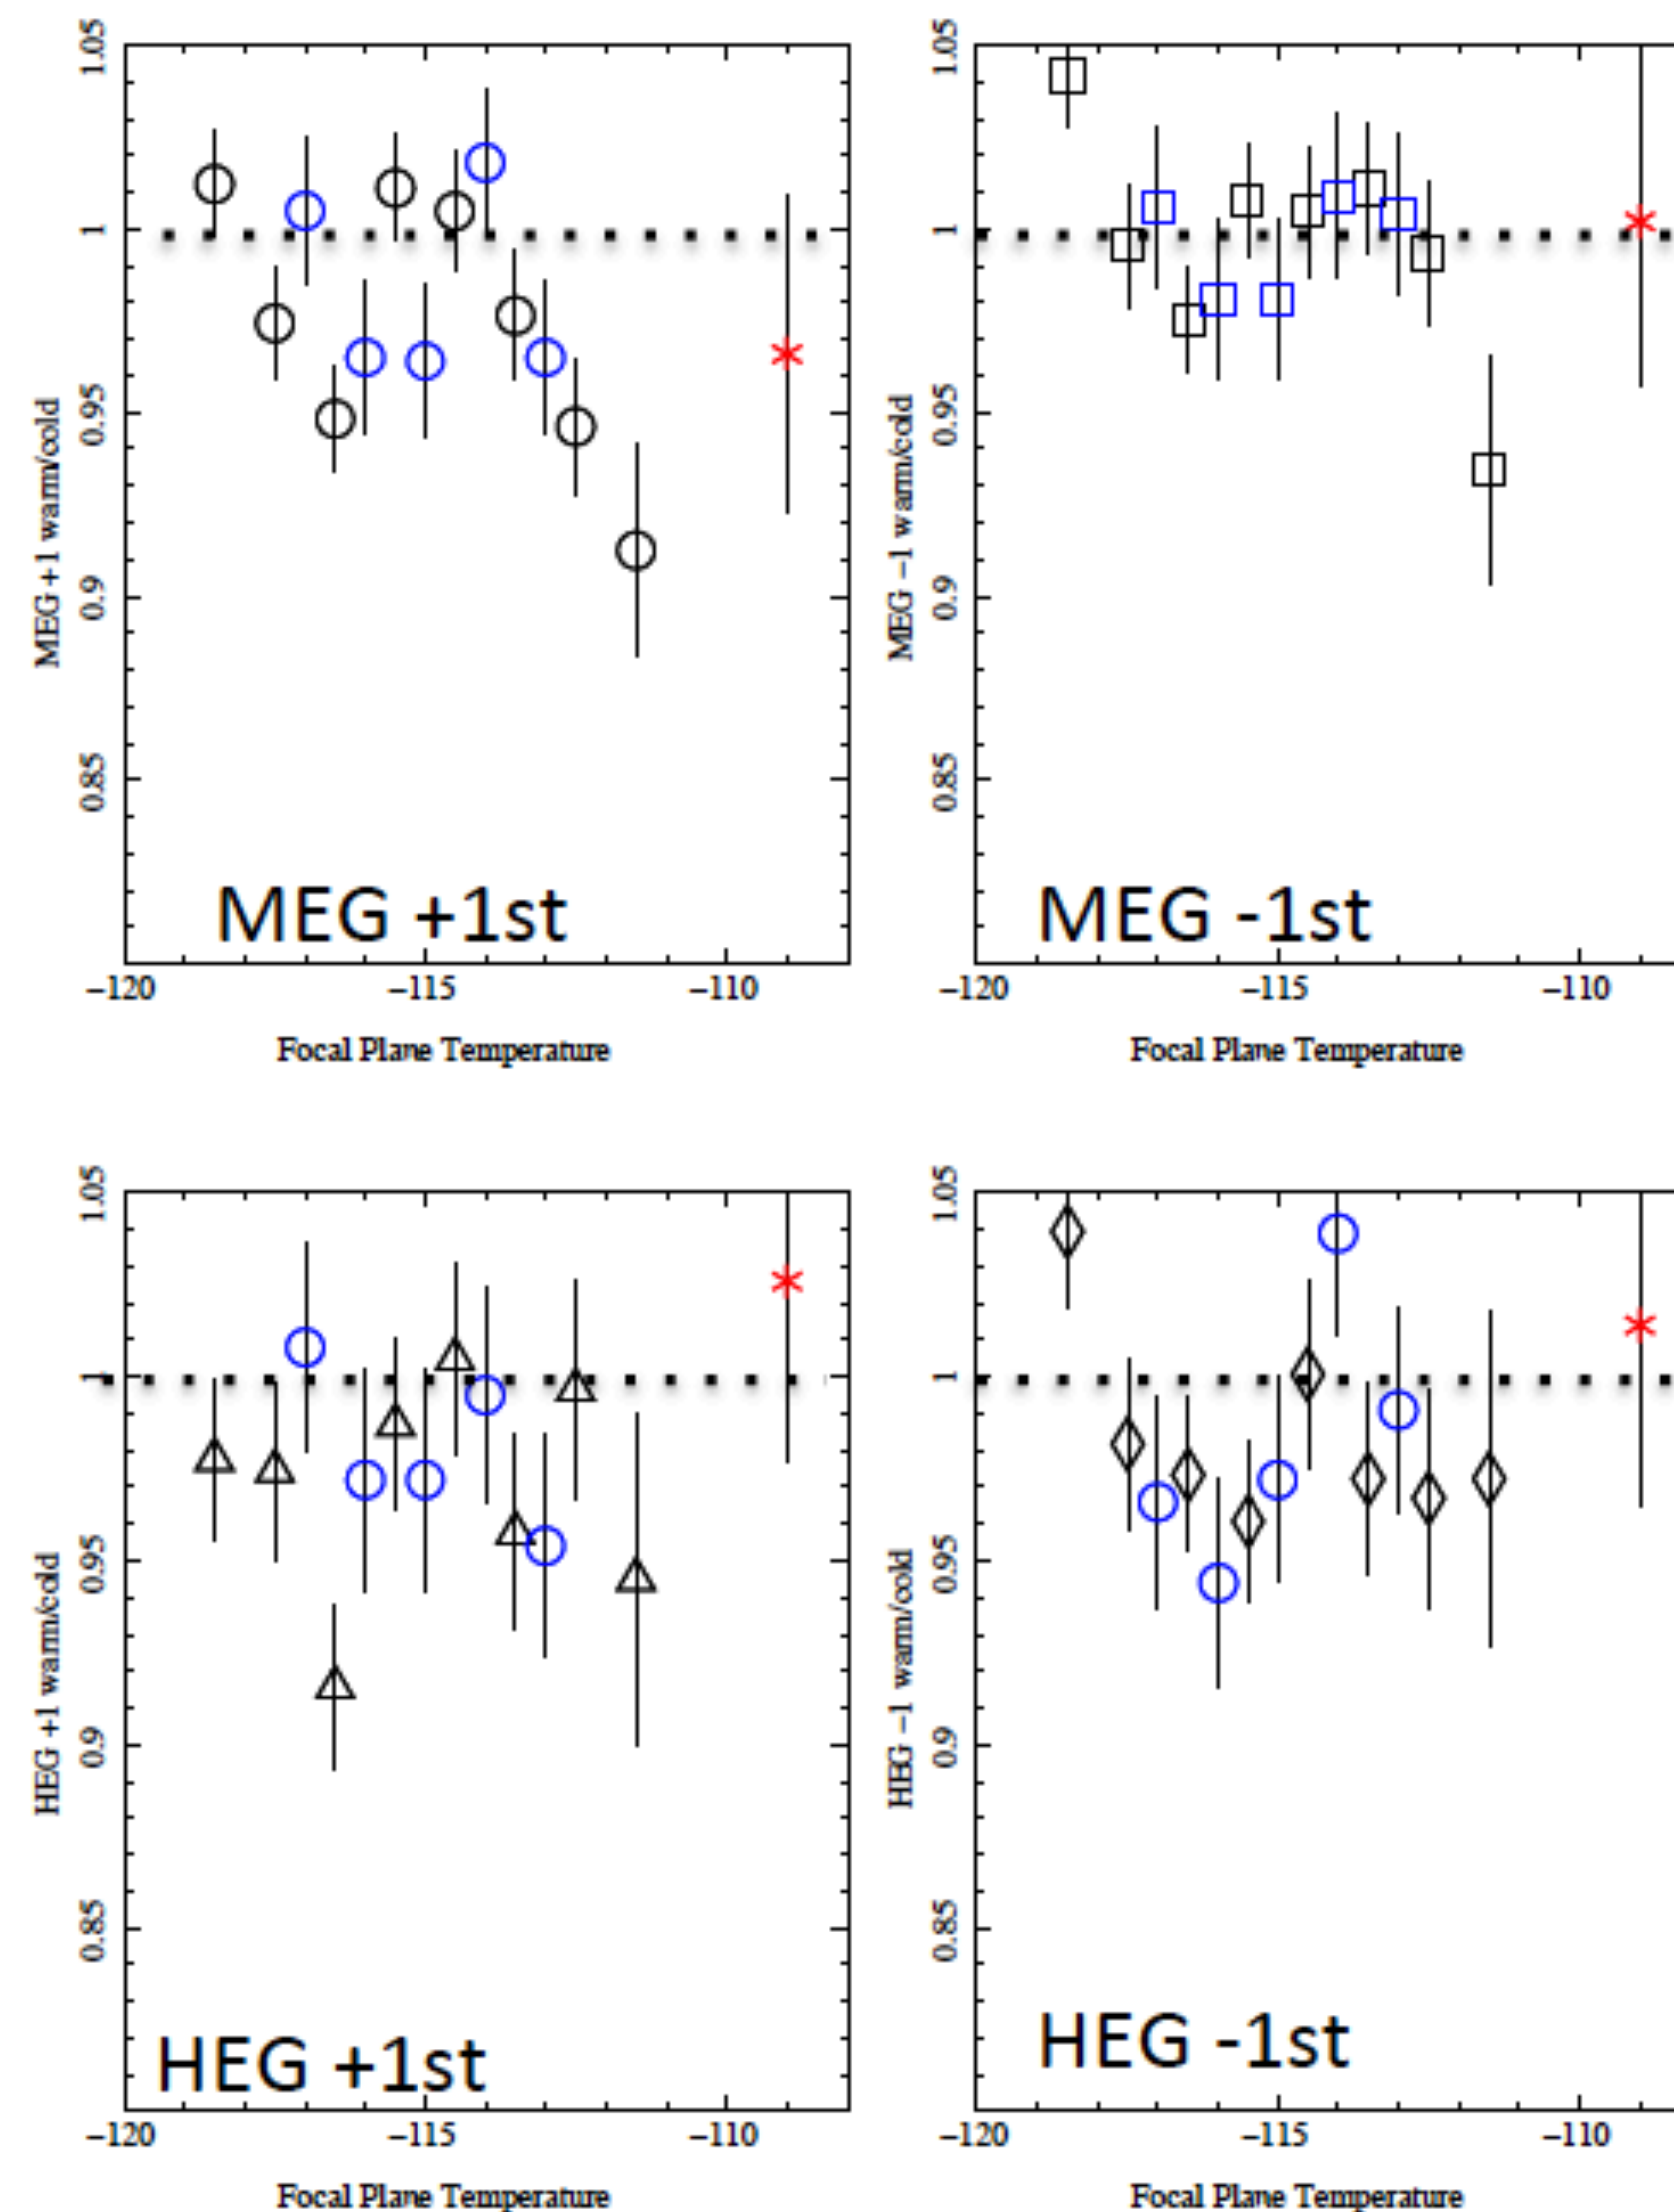 1.05
1
0.95
0.9
0.85
MEG +1 warm/cold
MEG +1st
−120 −115 −110
Focal Plane Temperature
1.05
1
0.95
0.9
0.85
MEG −1 warm/cold
MEG -1st
−120 −115 −110
Focal Plane Temperature
1.05
1
0.95
0.9
0.85
HEG +1 warm/cold
HEG +1st
−120 −115 −110
Focal Plane Temperature
1.05
1
0.95
0.9
0.85
HEG −1 warm/cold
HEG -1st
−120 −115 −110
Focal Plane Temperature